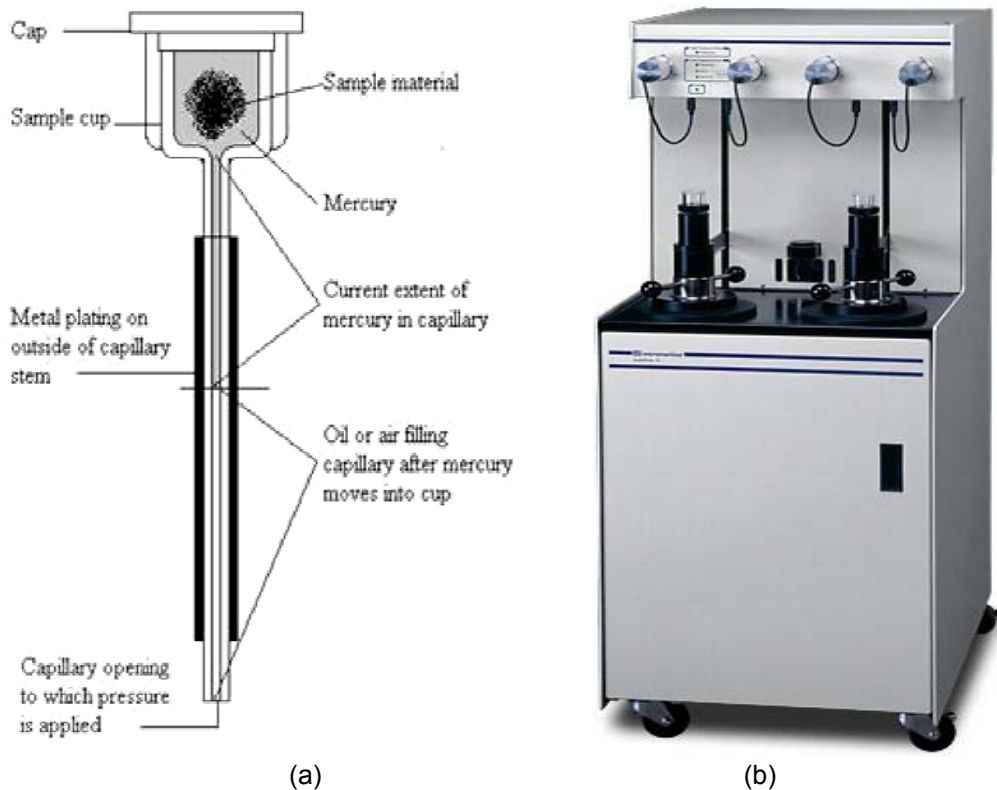 Cap
Sample material
Sample cup
Mercury
Current extent of
mercury in capillary
Metal plating on
outside of capillary
stem
Oil or air filling
capillary after mercury
moves into cup
Capillary opening
to which pressure
is applied
(a)
(b)